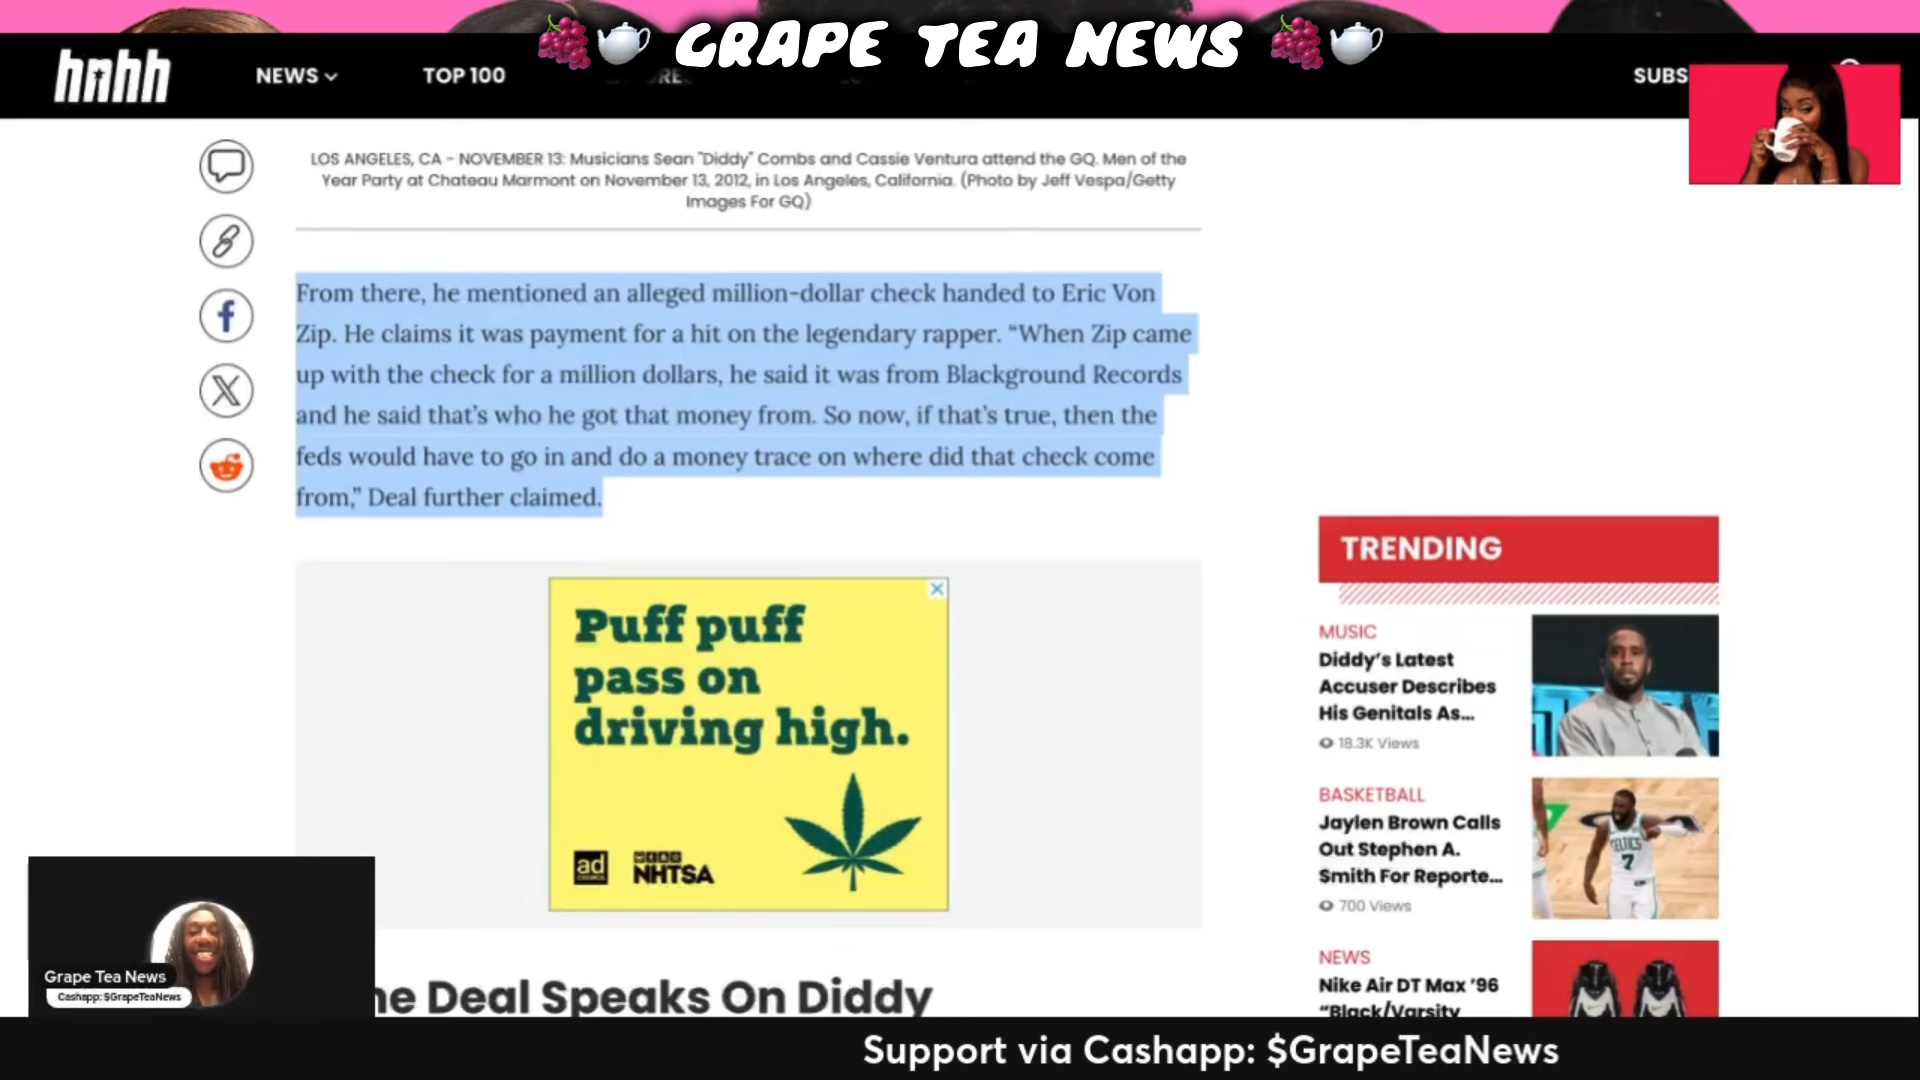 GRAPE TEA NEWS
hnhh
NEWS
TOP 100
SUBS
LOS ANGELES, CA - NOVEMBER 13: Musicians Sean "Diddy" Combs and Cassie Ventura attend the GQ. Men of the
Year Party at Chateau Marmont on November 13, 2012, in Los Angeles, California. (Photo by Jeff Vespa/Getty
Images For GQ)
From there, he mentioned an alleged million-dollar check handed to Eric Von
Zip. He claims it was payment for a hit on the legendary rapper. “When Zip came
up with the check for a million dollars, he said it was from Blackground Records
and he said that’s who he got that money from. So now, if that’s true, then the
feds would have to go in and do a money trace on where did that check come
from,” Deal further claimed.
Puff puff
pass on
driving high.
ad
COUNCIL
NHTSA
TRENDING
MUSIC
Diddy’s Latest
Accuser Describes
His Genitals As...
18.3K Views
BASKETBALL
Jaylen Brown Calls
Out Stephen A.
Smith For Reporte...
700 Views
NEWS
Nike Air DT Max ’96
“Black/Varsity
CELTICS
7
Grape Tea News
Cashapp: $GrapeTeaNews
ne Deal Speaks On Diddy
Support via Cashapp: $GrapeTeaNews